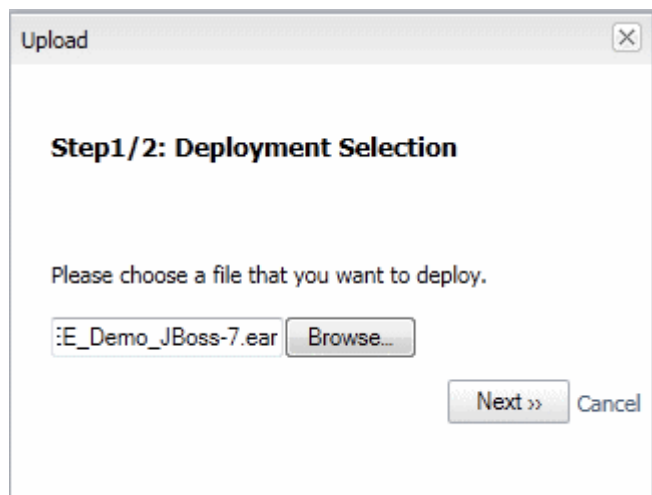 Upload
Step1/2: Deployment Selection
Please choose a file that you want to deploy.
E_Demo_JBoss-7.ear Browse...
Next ›› Cancel